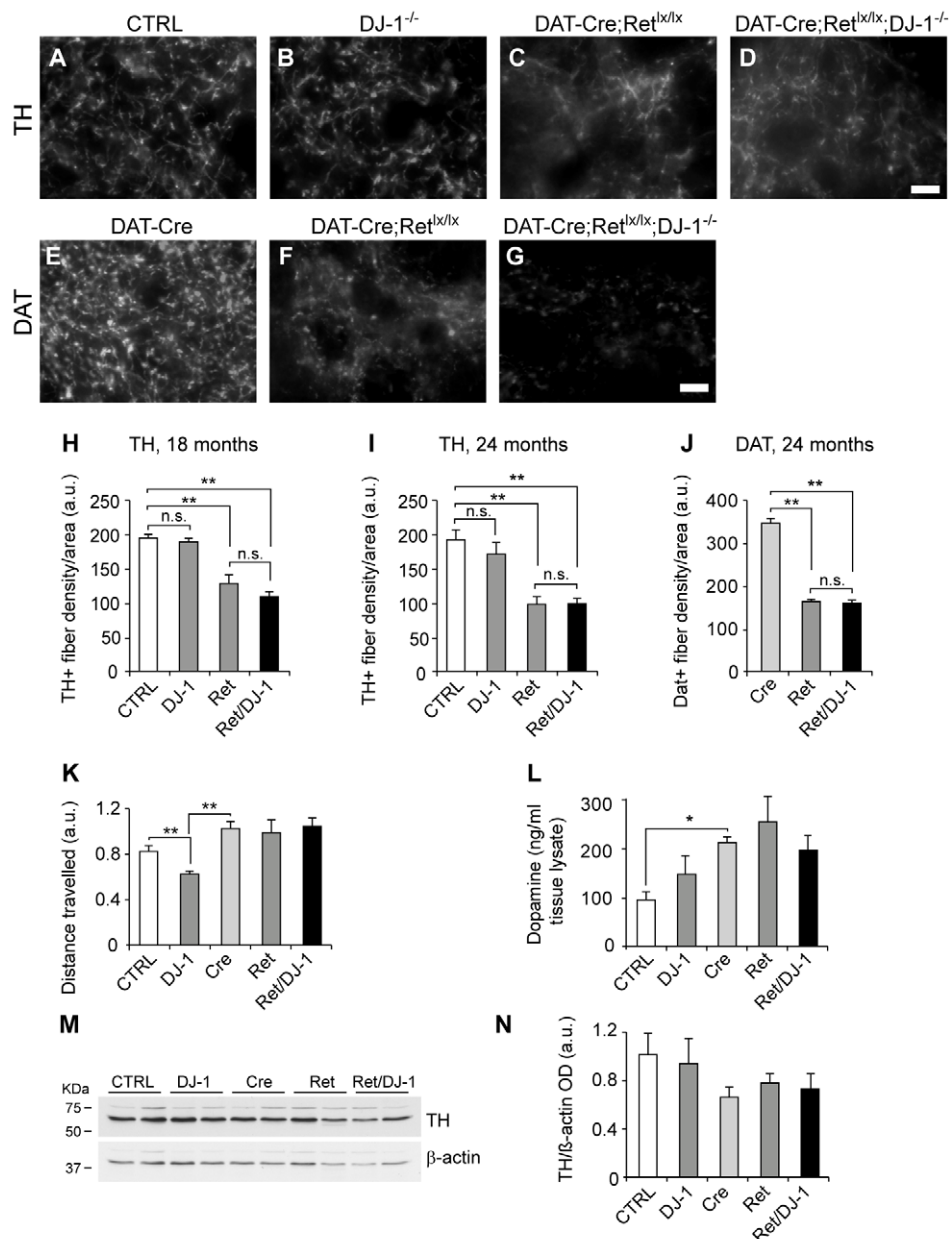 CTRL DJ-1-/- DAT-Cre;Retlx/lx DAT-Cre;Retlx/lx;DJ-1-/-
TH
A B C D
DAT-Cre DAT-Cre;Retlx/lx DAT-Cre;Retlx/lx;DJ-1-/-
DAT
E F G
H TH, 18 months
TH+ fiber density/area (a.u.)
250
200
150
100
50
0
**
**
n.s.
n.s.
CTRL DJ-1 Ret Ret/DJ-1
I TH, 24 months
TH+ fiber density/area (a.u.)
250
200
150
100
50
0
**
**
n.s.
n.s.
CTRL DJ-1 Ret Ret/DJ-1
J DAT, 24 months
Dat+ fiber density/area (a.u.)
400
300
200
100
0
**
**
n.s.
Cre Ret Ret/DJ-1
K
Distance travelled (a.u.)
1.2
0.8
0.4
0
**
**
CTRL DJ-1 Cre Ret Ret/DJ-1
L
Dopamine (ng/ml
tissue lysate)
300
200
100
0
*
CTRL DJ-1 Cre Ret Ret/DJ-1
M
KDa CTRL DJ-1 Cre Ret Ret/DJ-1
75
50
TH
37
β-actin
N
TH/ß-actin OD (a.u.)
1.2
0.8
0.4
0
CTRL DJ-1 Cre Ret Ret/DJ-1